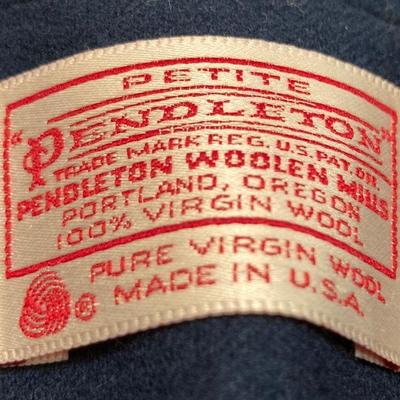 PETITE
"PENDLETON"
TRADE MARK REG. U.S. PAT. OFF.
PENDLETON WOOLEN MILLS
PORTLAND, OREGON
100% VIRGIN WOOL
PURE VIRGIN WOOL
® MADE IN U.S.A.